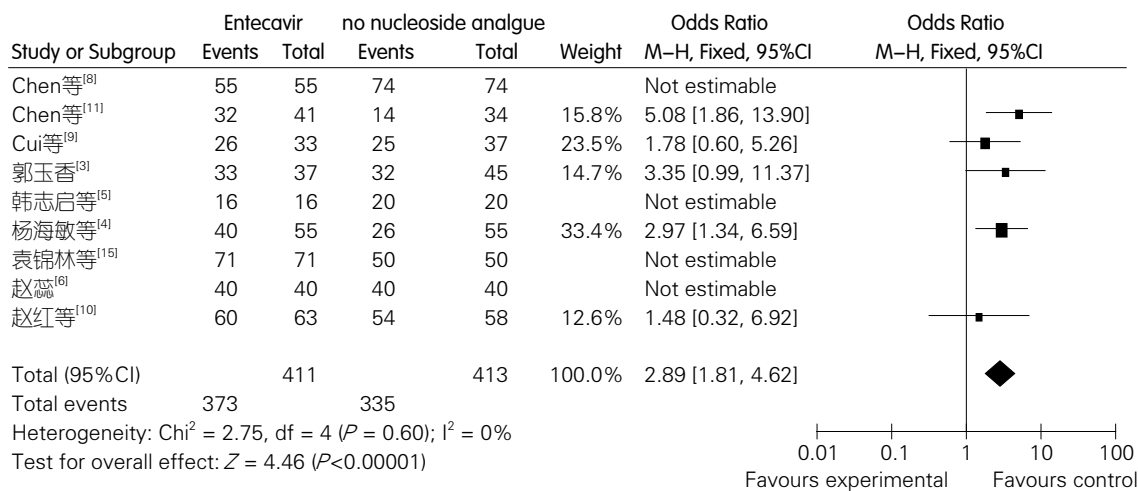 Entecavir no nucleoside analgue Odds Ratio Odds Ratio
Study or Subgroup Events Total Events Total Weight M–H, Fixed, 95%CI M–H, Fixed, 95%CI
Chen等[8] 55 55 74 74 Not estimable
Chen等[11] 32 41 14 34 15.8% 5.08 [1.86, 13.90]
Cui等[9] 26 33 25 37 23.5% 1.78 [0.60, 5.26]
郭玉香[3] 33 37 32 45 14.7% 3.35 [0.99, 11.37]
韩志启等[5] 16 16 20 20 Not estimable
杨海敏等[4] 40 55 26 55 33.4% 2.97 [1.34, 6.59]
袁锦林等[15] 71 71 50 50 Not estimable
赵蕊[6] 40 40 40 40 Not estimable
赵红等[10] 60 63 54 58 12.6% 1.48 [0.32, 6.92]
Total (95%CI) 411 413 100.0% 2.89 [1.81, 4.62]
Total events 373 335
Heterogeneity: Chi² = 2.75, df = 4 (P = 0.60); I² = 0%
Test for overall effect: Z = 4.46 (P<0.00001)
0.01 0.1 1 10 100
Favours experimental Favours control